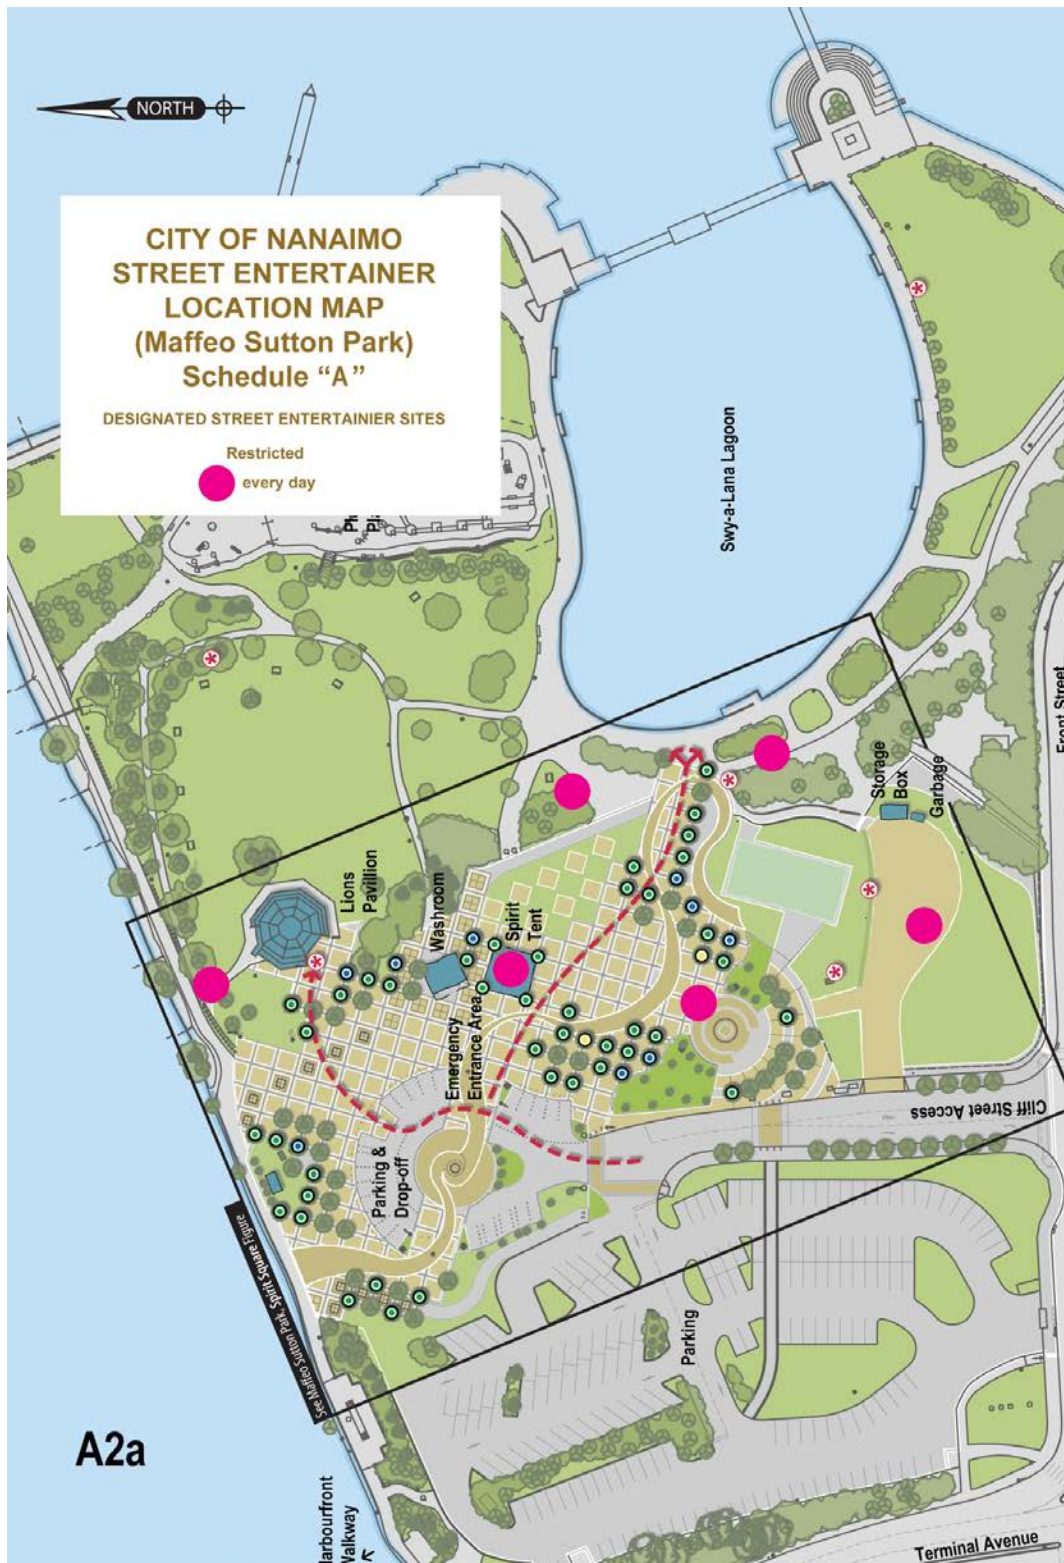 NORTH
CITY OF NANAIMO
STREET ENTERTAINER
LOCATION MAP
(Maffeo Sutton Park)
Schedule “A”
DESIGNATED STREET ENTERTAINIER SITES
Restricted
every day
Swy-a-Lana Lagoon
Front Street
Storage
Box
Garbage
Lions
Pavillion
Washroom
Spirit
Tent
Emergency
Entrance Area
Parking &
Drop-off
Cliff Street Access
See Maffeo Sutton Park, Spirit Square Figure
Parking
A2a
arbourfront
Walkway
Terminal Avenue